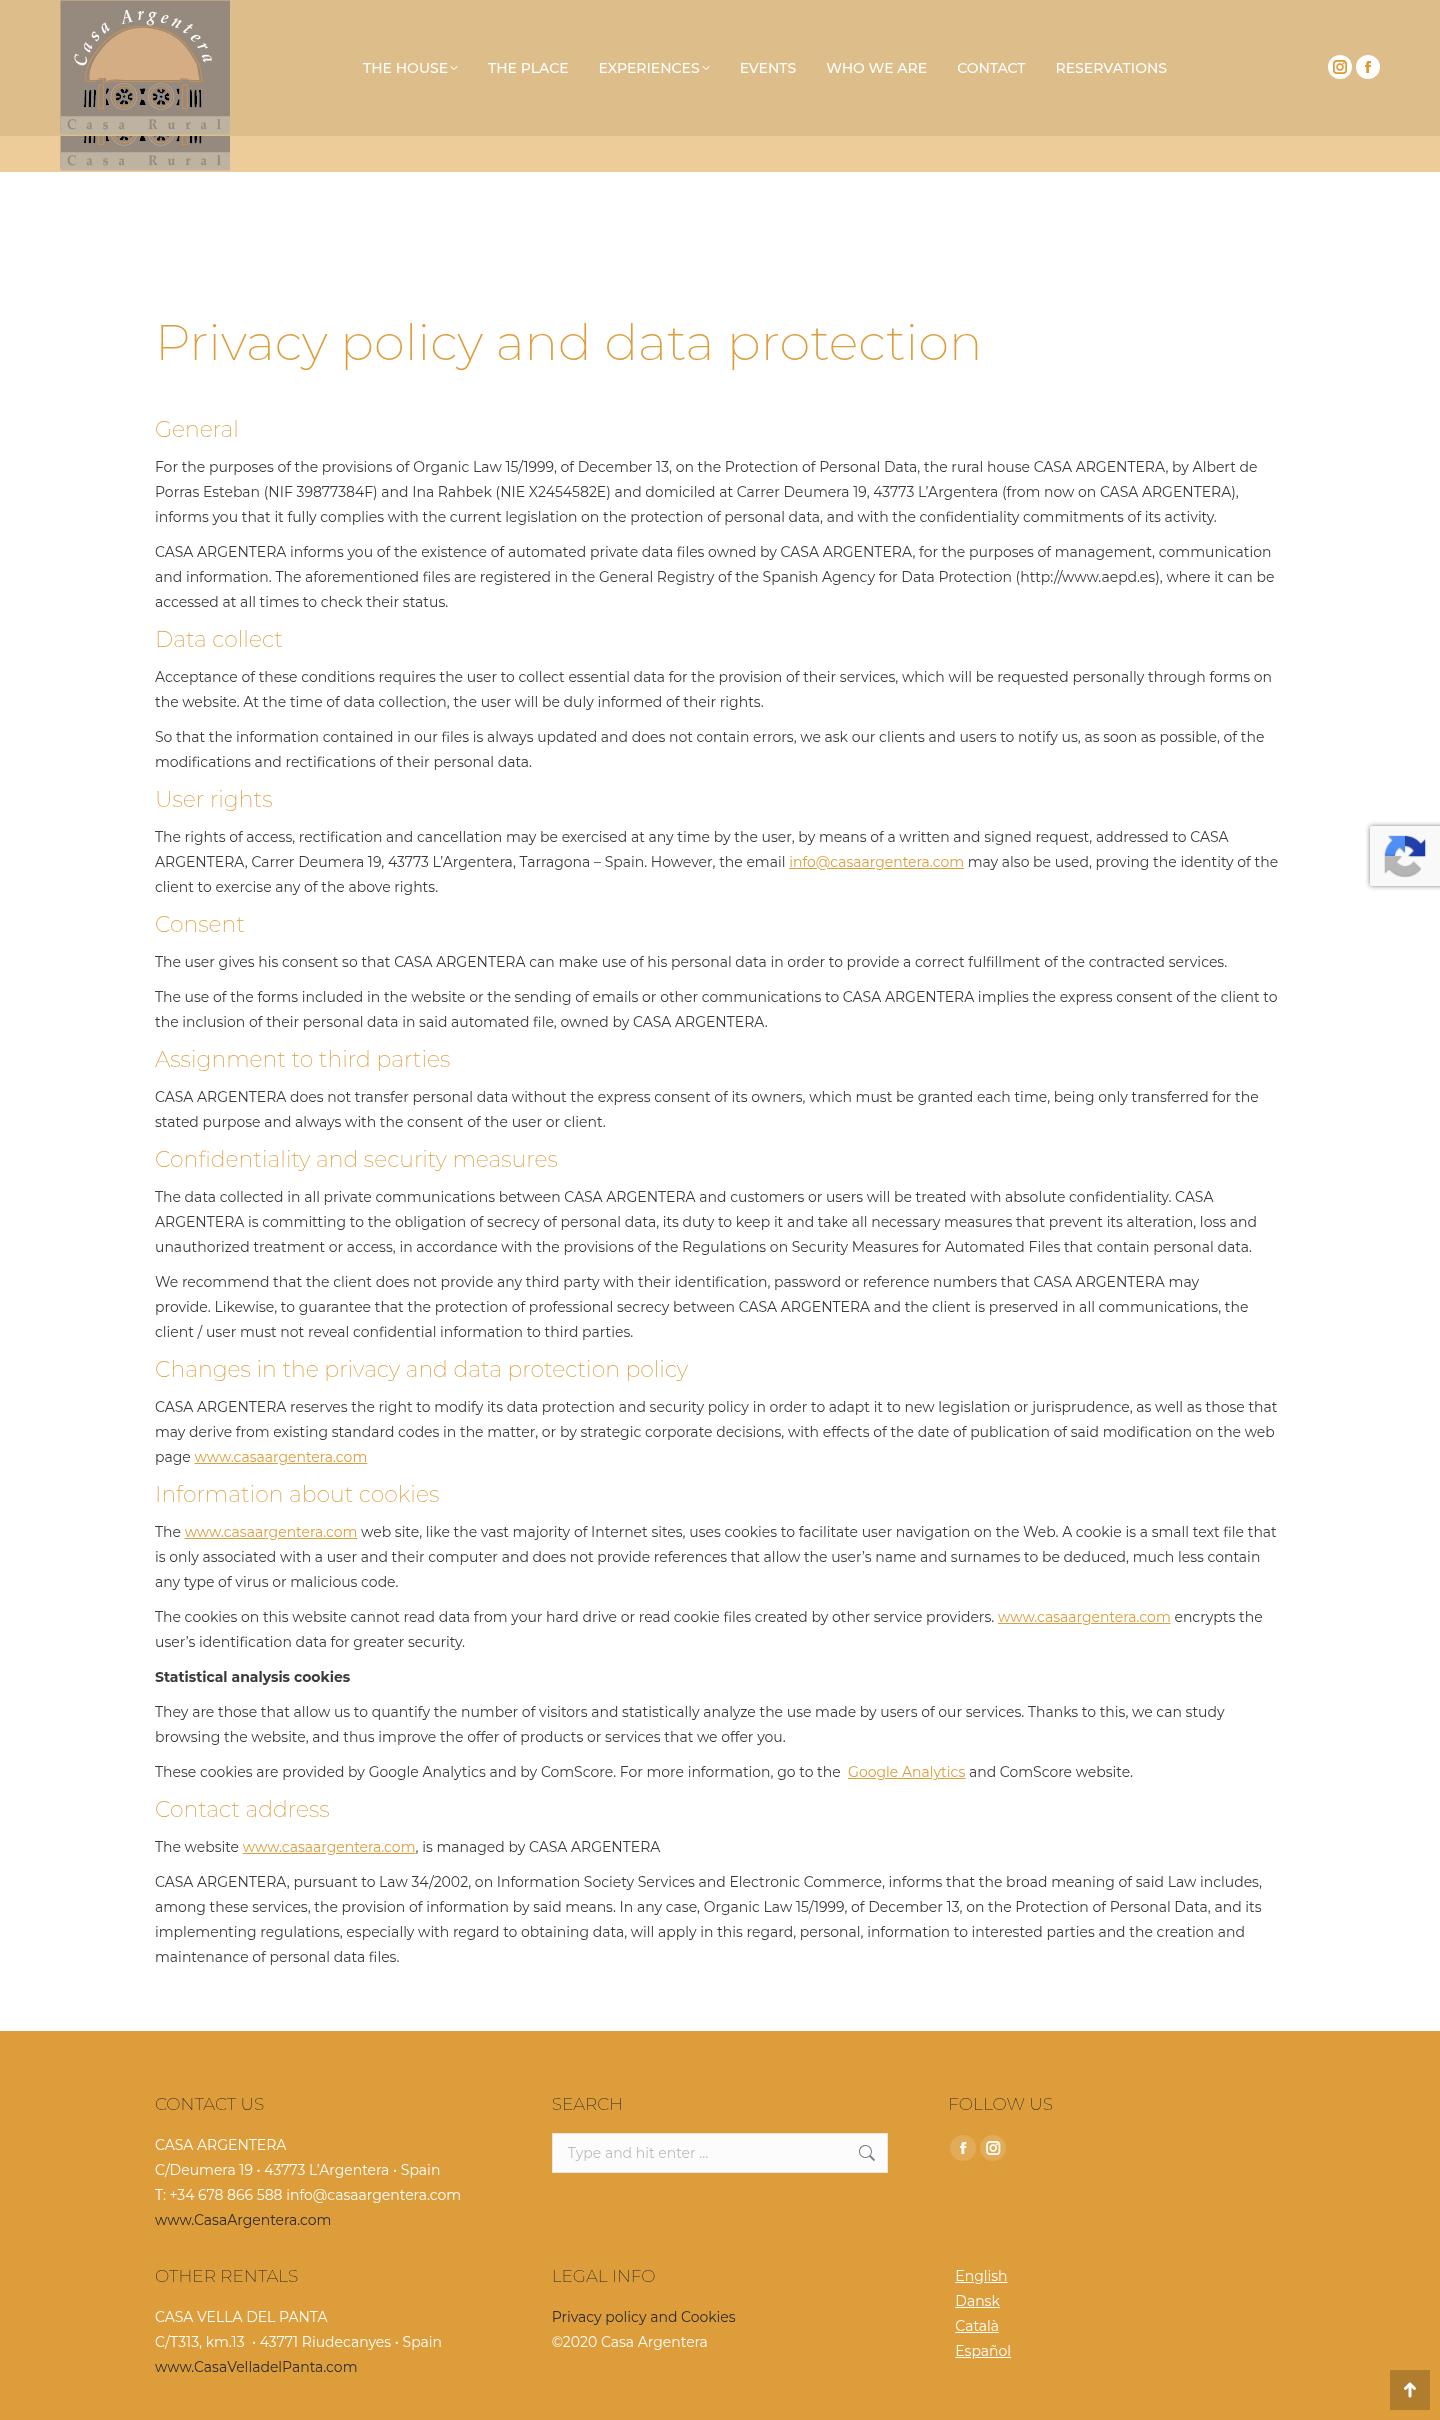 Casa Argentera
Casa Rural
Casa Rural
THE HOUSE
THE PLACE
EXPERIENCES
EVENTS
WHO WE ARE
CONTACT
RESERVATIONS
Privacy policy and data protection
General
For the purposes of the provisions of Organic Law 15/1999, of December 13, on the Protection of Personal Data, the rural house CASA ARGENTERA, by Albert de
Porras Esteban (NIF 39877384F) and Ina Rahbek (NIE X2454582E) and domiciled at Carrer Deumera 19, 43773 L’Argentera (from now on CASA ARGENTERA),
informs you that it fully complies with the current legislation on the protection of personal data, and with the confidentiality commitments of its activity.
CASA ARGENTERA informs you of the existence of automated private data files owned by CASA ARGENTERA, for the purposes of management, communication
and information. The aforementioned files are registered in the General Registry of the Spanish Agency for Data Protection (http://www.aepd.es), where it can be
accessed at all times to check their status.
Data collect
Acceptance of these conditions requires the user to collect essential data for the provision of their services, which will be requested personally through forms on
the website. At the time of data collection, the user will be duly informed of their rights.
So that the information contained in our files is always updated and does not contain errors, we ask our clients and users to notify us, as soon as possible, of the
modifications and rectifications of their personal data.
User rights
The rights of access, rectification and cancellation may be exercised at any time by the user, by means of a written and signed request, addressed to CASA
ARGENTERA, Carrer Deumera 19, 43773 L’Argentera, Tarragona – Spain. However, the email info@casaargentera.com may also be used, proving the identity of the
client to exercise any of the above rights.
Consent
The user gives his consent so that CASA ARGENTERA can make use of his personal data in order to provide a correct fulfillment of the contracted services.
The use of the forms included in the website or the sending of emails or other communications to CASA ARGENTERA implies the express consent of the client to
the inclusion of their personal data in said automated file, owned by CASA ARGENTERA.
Assignment to third parties
CASA ARGENTERA does not transfer personal data without the express consent of its owners, which must be granted each time, being only transferred for the
stated purpose and always with the consent of the user or client.
Confidentiality and security measures
The data collected in all private communications between CASA ARGENTERA and customers or users will be treated with absolute confidentiality. CASA
ARGENTERA is committing to the obligation of secrecy of personal data, its duty to keep it and take all necessary measures that prevent its alteration, loss and
unauthorized treatment or access, in accordance with the provisions of the Regulations on Security Measures for Automated Files that contain personal data.
We recommend that the client does not provide any third party with their identification, password or reference numbers that CASA ARGENTERA may
provide. Likewise, to guarantee that the protection of professional secrecy between CASA ARGENTERA and the client is preserved in all communications, the
client / user must not reveal confidential information to third parties.
Changes in the privacy and data protection policy
CASA ARGENTERA reserves the right to modify its data protection and security policy in order to adapt it to new legislation or jurisprudence, as well as those that
may derive from existing standard codes in the matter, or by strategic corporate decisions, with effects of the date of publication of said modification on the web
page www.casaargentera.com
Information about cookies
The www.casaargentera.com web site, like the vast majority of Internet sites, uses cookies to facilitate user navigation on the Web. A cookie is a small text file that
is only associated with a user and their computer and does not provide references that allow the user’s name and surnames to be deduced, much less contain
any type of virus or malicious code.
The cookies on this website cannot read data from your hard drive or read cookie files created by other service providers. www.casaargentera.com encrypts the
user’s identification data for greater security.
Statistical analysis cookies
They are those that allow us to quantify the number of visitors and statistically analyze the use made by users of our services. Thanks to this, we can study
browsing the website, and thus improve the offer of products or services that we offer you.
These cookies are provided by Google Analytics and by ComScore. For more information, go to the Google Analytics and ComScore website.
Contact address
The website www.casaargentera.com, is managed by CASA ARGENTERA
CASA ARGENTERA, pursuant to Law 34/2002, on Information Society Services and Electronic Commerce, informs that the broad meaning of said Law includes,
among these services, the provision of information by said means. In any case, Organic Law 15/1999, of December 13, on the Protection of Personal Data, and its
implementing regulations, especially with regard to obtaining data, will apply in this regard, personal, information to interested parties and the creation and
maintenance of personal data files.
CONTACT US
CASA ARGENTERA
C/Deumera 19 • 43773 L’Argentera • Spain
T: +34 678 866 588 info@casaargentera.com
www.CasaArgentera.com
SEARCH
Type and hit enter …
FOLLOW US
OTHER RENTALS
CASA VELLA DEL PANTA
C/T313, km.13 • 43771 Riudecanyes • Spain
www.CasaVelladelPanta.com
LEGAL INFO
Privacy policy and Cookies
©2020 Casa Argentera
English
Dansk
Català
Español